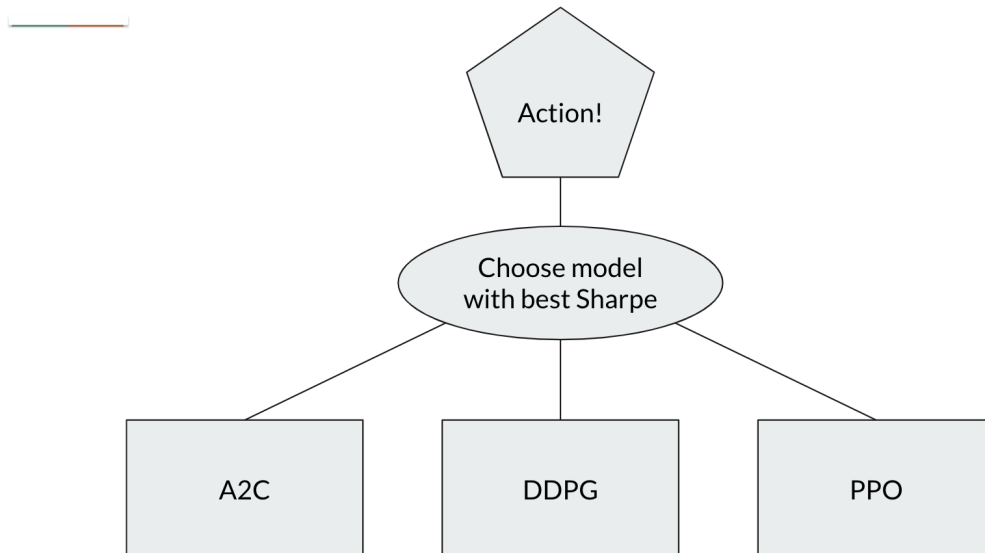 Action!
Choose model
with best Sharpe
A2C
DDPG
PPO